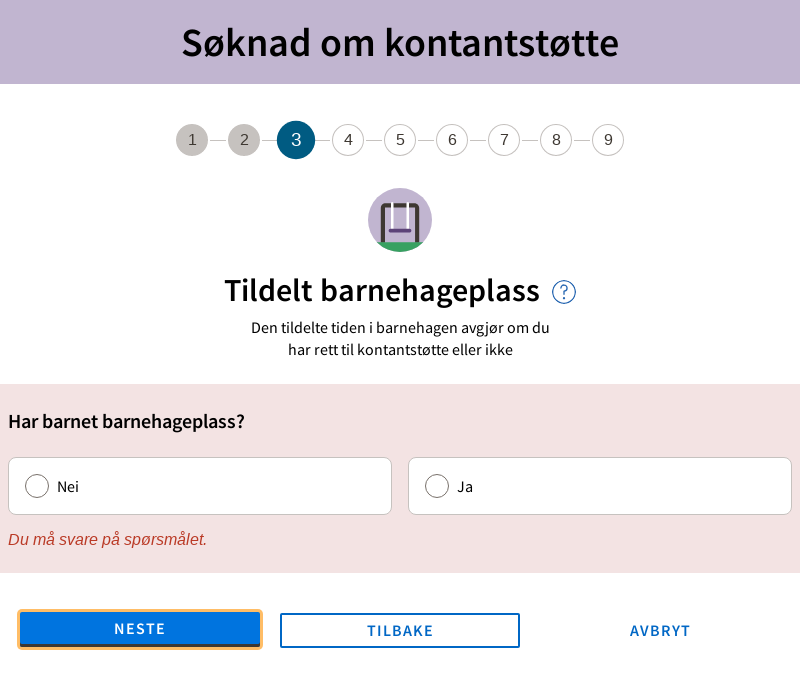 Søknad om kontantstøtte
1 2 3 4 5 6 7 8 9
Tildelt barnehageplass ?
Den tildelte tiden i barnehagen avgjør om du
har rett til kontantstøtte eller ikke
Har barnet barnehageplass?
Nei Ja
Du må svare på spørsmålet.
NESTE TILBAKE AVBRYT